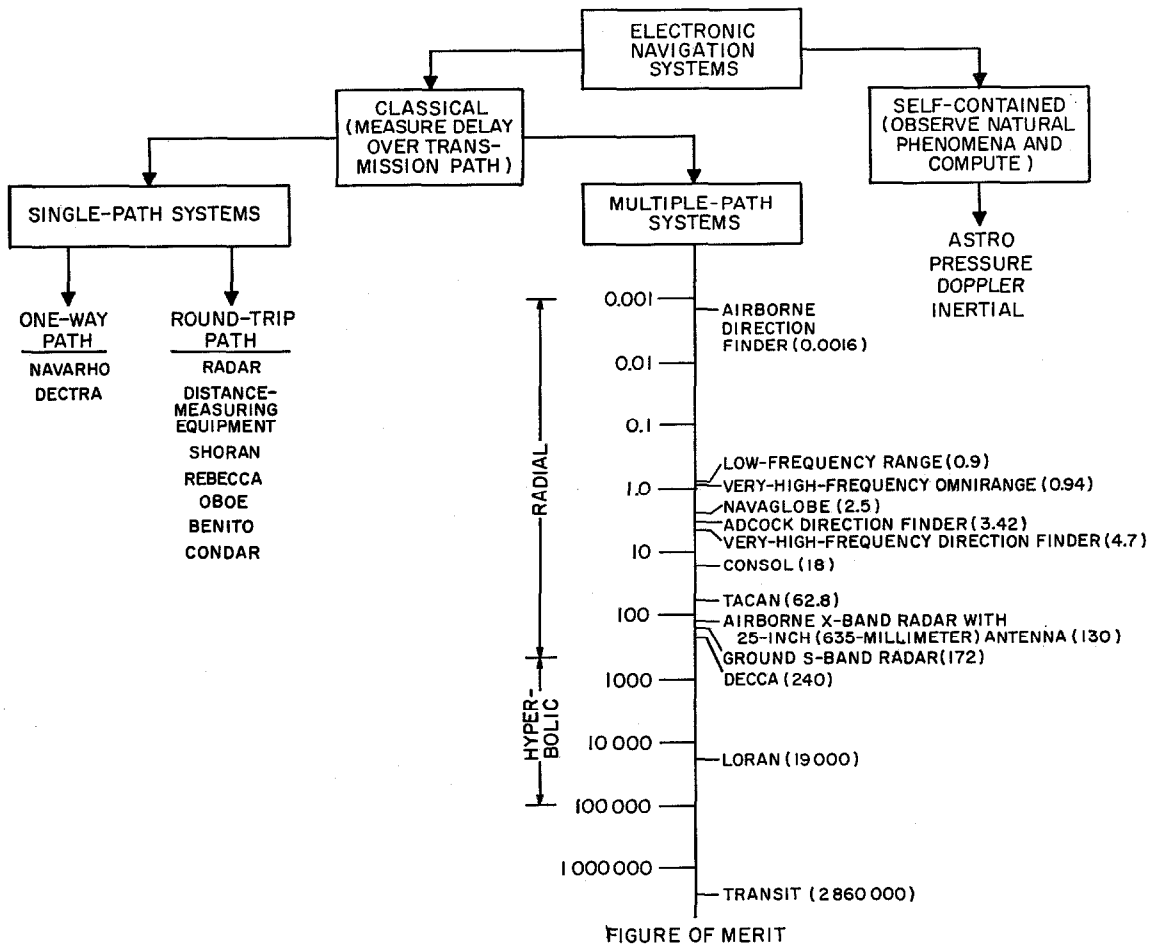 ELECTRONIC
NAVIGATION
SYSTEMS
CLASSICAL
(MEASURE DELAY
OVER TRANS-
MISSION PATH)
SELF-CONTAINED
(OBSERVE NATURAL
PHENOMENA AND
COMPUTE)
SINGLE-PATH SYSTEMS
MULTIPLE-PATH
SYSTEMS
ASTRO
PRESSURE
DOPPLER
INERTIAL
ONE-WAY
PATH
NAVARHO
DECTRA
ROUND-TRIP
PATH
RADAR
DISTANCE-
MEASURING
EQUIPMENT
SHORAN
REBECCA
OBOE
BENITO
CONDAR
RADIAL
HYPER-
BOLIC
0.001
0.01
0.1
1.0
10
100
1000
10 000
100 000
1 000 000
AIRBORNE
DIRECTION
FINDER (0.0016)
LOW-FREQUENCY RANGE (0.9)
VERY-HIGH-FREQUENCY OMNIRANGE (0.94)
NAVAGLOBE (2.5)
ADCOCK DIRECTION FINDER (3.42)
VERY-HIGH-FREQUENCY DIRECTION FINDER (4.7)
CONSOL (18)
TACAN (62.8)
AIRBORNE X-BAND RADAR WITH
25-INCH (635-MILLIMETER) ANTENNA (130)
GROUND S-BAND RADAR (172)
DECCA (240)
LORAN (19 000)
TRANSIT (2 860 000)
FIGURE OF MERIT